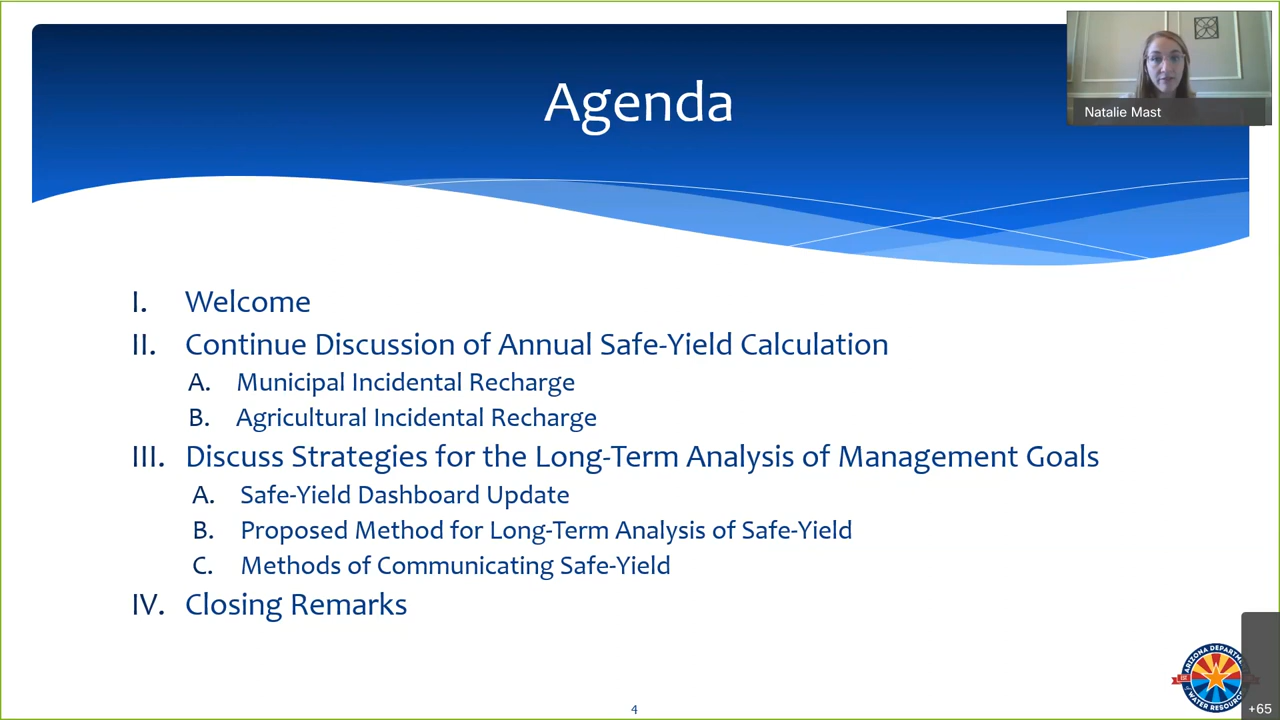 Agenda
Natalie Mast
I. Welcome
II. Continue Discussion of Annual Safe-Yield Calculation
A. Municipal Incidental Recharge
B. Agricultural Incidental Recharge
III. Discuss Strategies for the Long-Term Analysis of Management Goals
A. Safe-Yield Dashboard Update
B. Proposed Method for Long-Term Analysis of Safe-Yield
C. Methods of Communicating Safe-Yield
IV. Closing Remarks
ARIZONA
WATER
4
+65